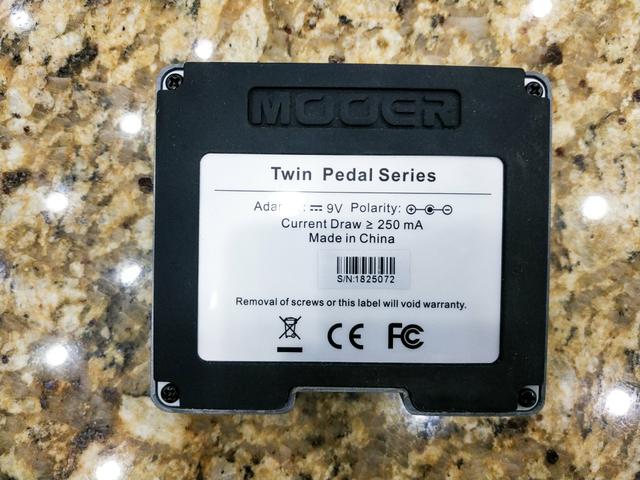 MOOER
Twin Pedal Series
9V Polarity:
Current Draw ≥ 250 mA
Made in China
S/N:1825072
Removal of screws or this label will void warranty.
CE FC